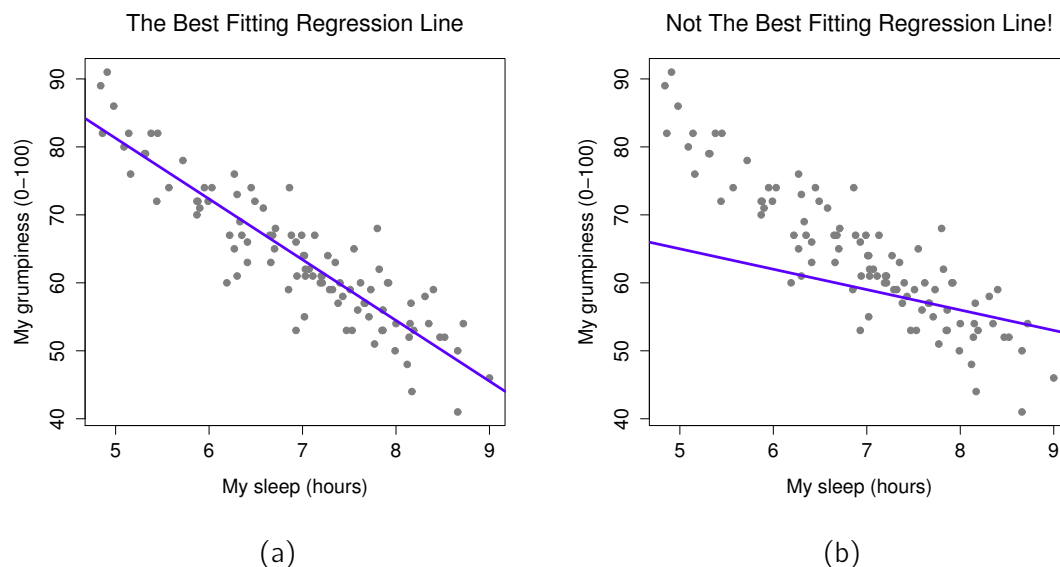 The Best Fitting Regression Line
90
80
70
60
50
40
My grumpiness (0−100)
5 6 7 8 9
My sleep (hours)
(a)
Not The Best Fitting Regression Line!
90
80
70
60
50
40
My grumpiness (0−100)
5 6 7 8 9
My sleep (hours)
(b)